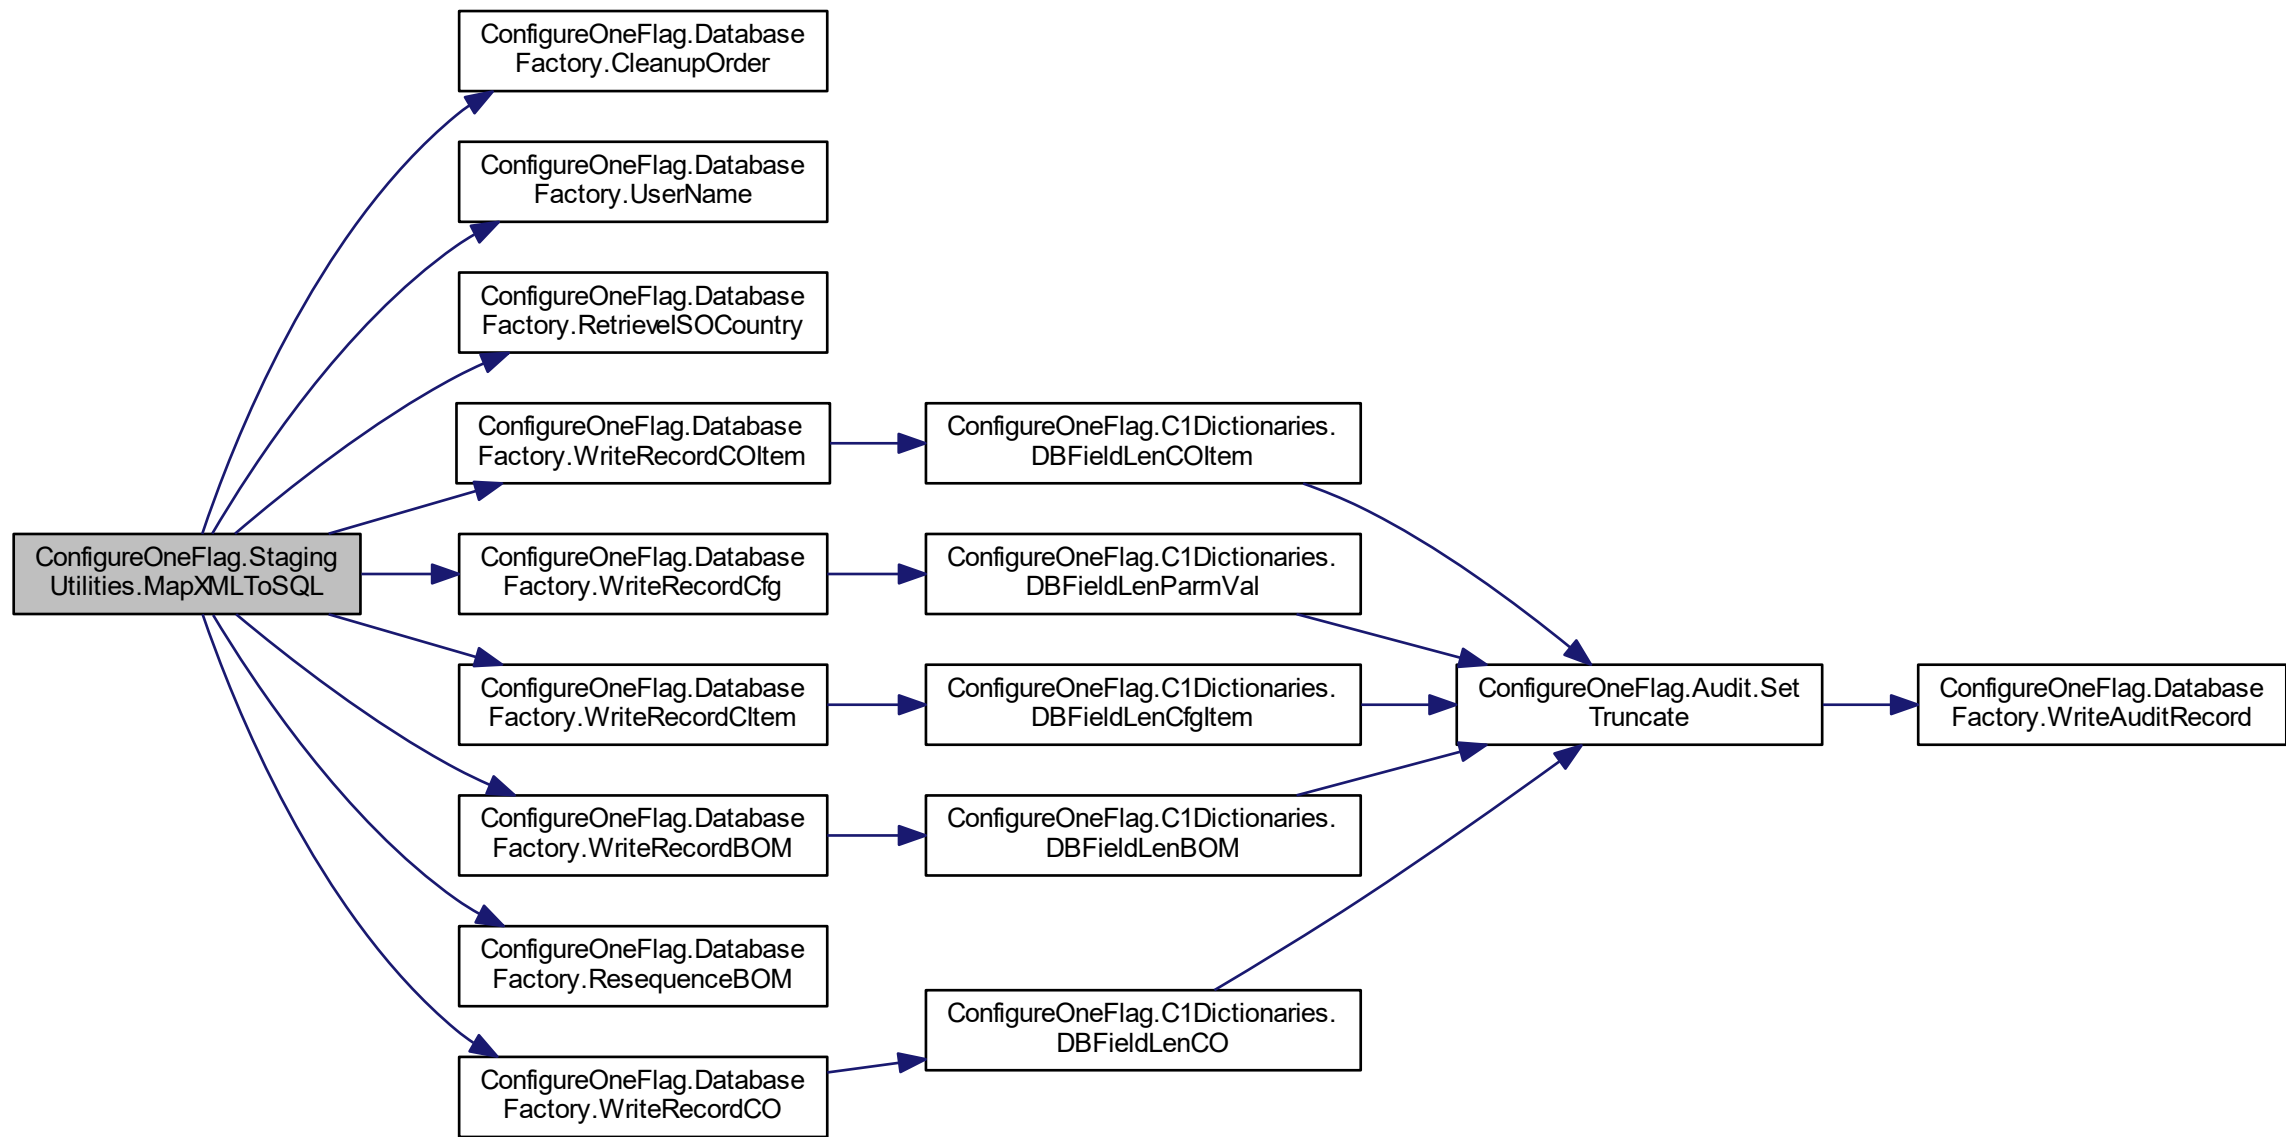 ConfigureOneFlag.Database
Factory.CleanupOrder
ConfigureOneFlag.Database
Factory.UserName
ConfigureOneFlag.Database
Factory.RetrieveISOCountry
ConfigureOneFlag.Database
Factory.WriteRecordCOItem
ConfigureOneFlag.C1Dictionaries.
DBFieldLenCOItem
ConfigureOneFlag.Staging
Utilities.MapXMLToSQL
ConfigureOneFlag.Database
Factory.WriteRecordCfg
ConfigureOneFlag.C1Dictionaries.
DBFieldLenParmVal
ConfigureOneFlag.Database
Factory.WriteRecordCItem
ConfigureOneFlag.C1Dictionaries.
DBFieldLenCfgItem
ConfigureOneFlag.Audit.Set
Truncate
ConfigureOneFlag.Database
Factory.WriteAuditRecord
ConfigureOneFlag.Database
Factory.WriteRecordBOM
ConfigureOneFlag.C1Dictionaries.
DBFieldLenBOM
ConfigureOneFlag.Database
Factory.ResequenceBOM
ConfigureOneFlag.C1Dictionaries.
DBFieldLenCO
ConfigureOneFlag.Database
Factory.WriteRecordCO